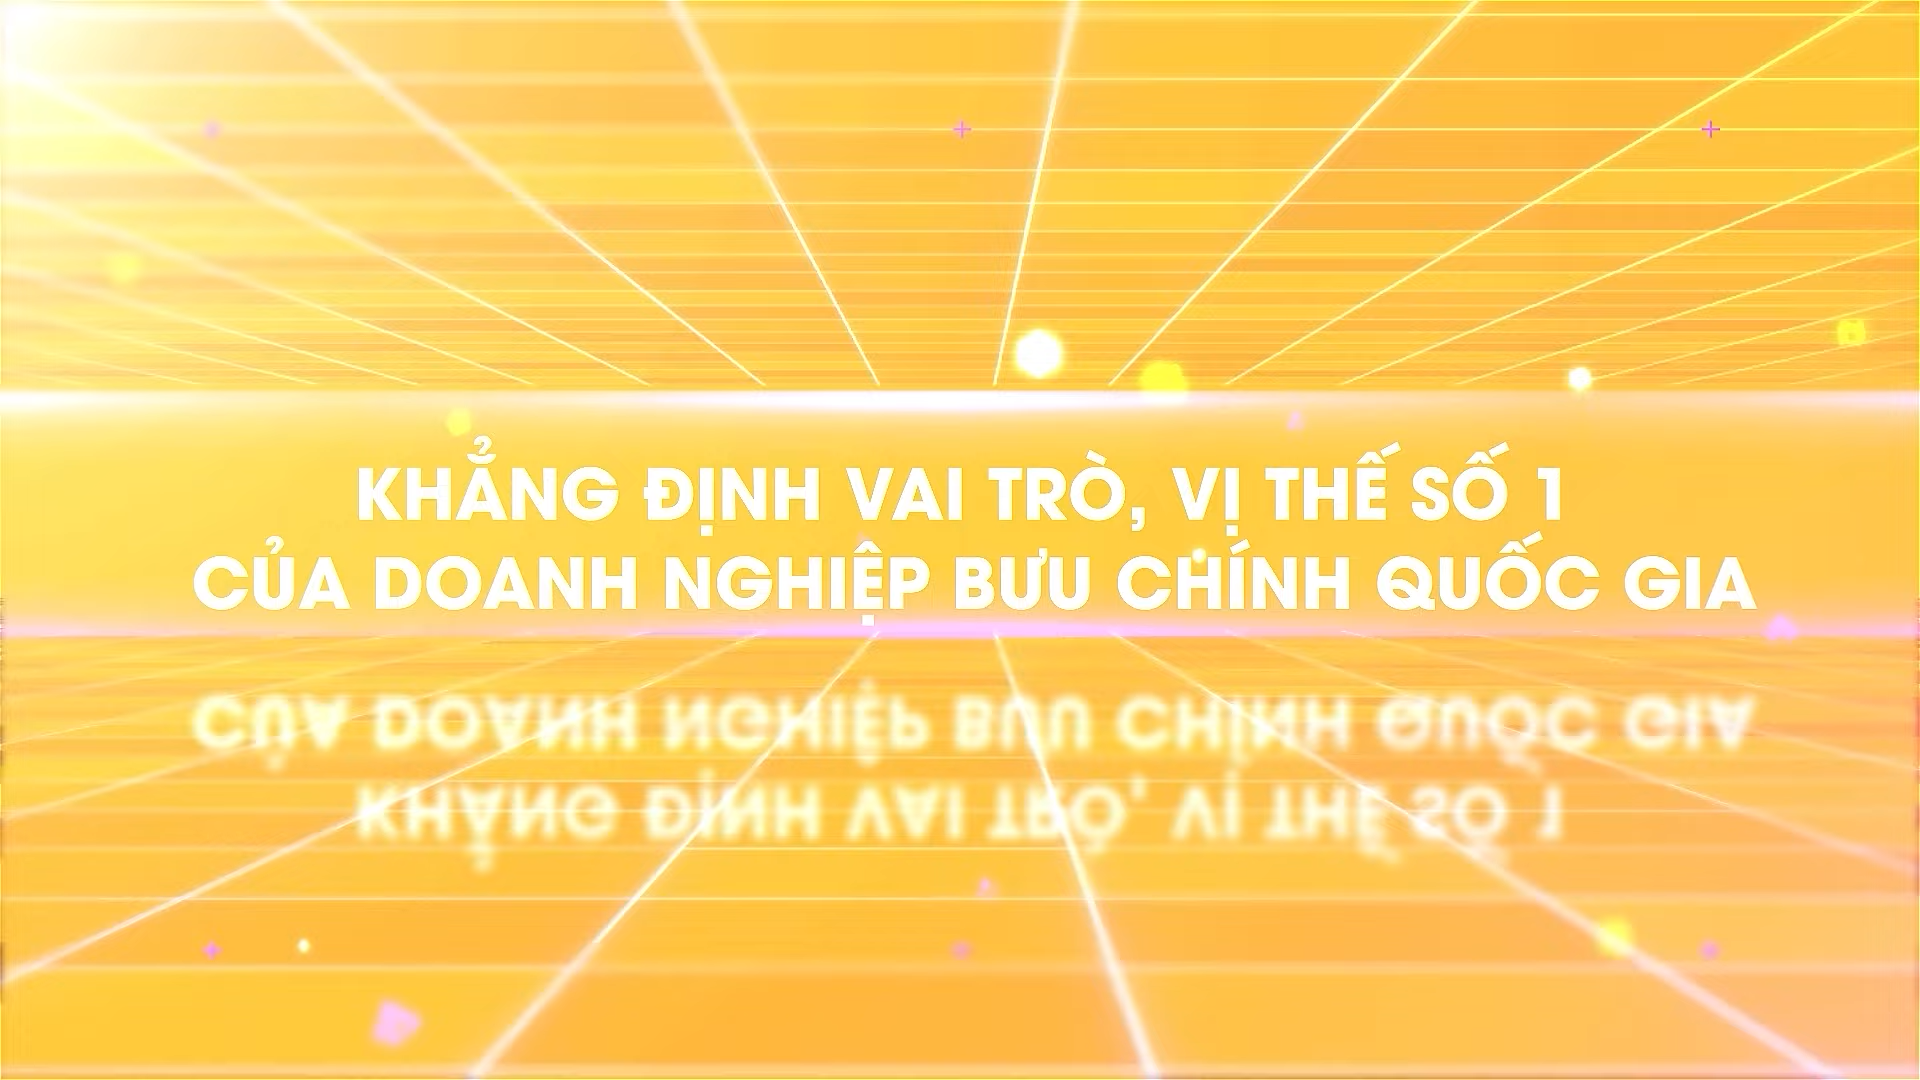 KHẲNG ĐỊNH VAI TRÒ, VỊ THẾ SỐ 1
CỦA DOANH NGHIỆP BƯU CHÍNH QUỐC GIA